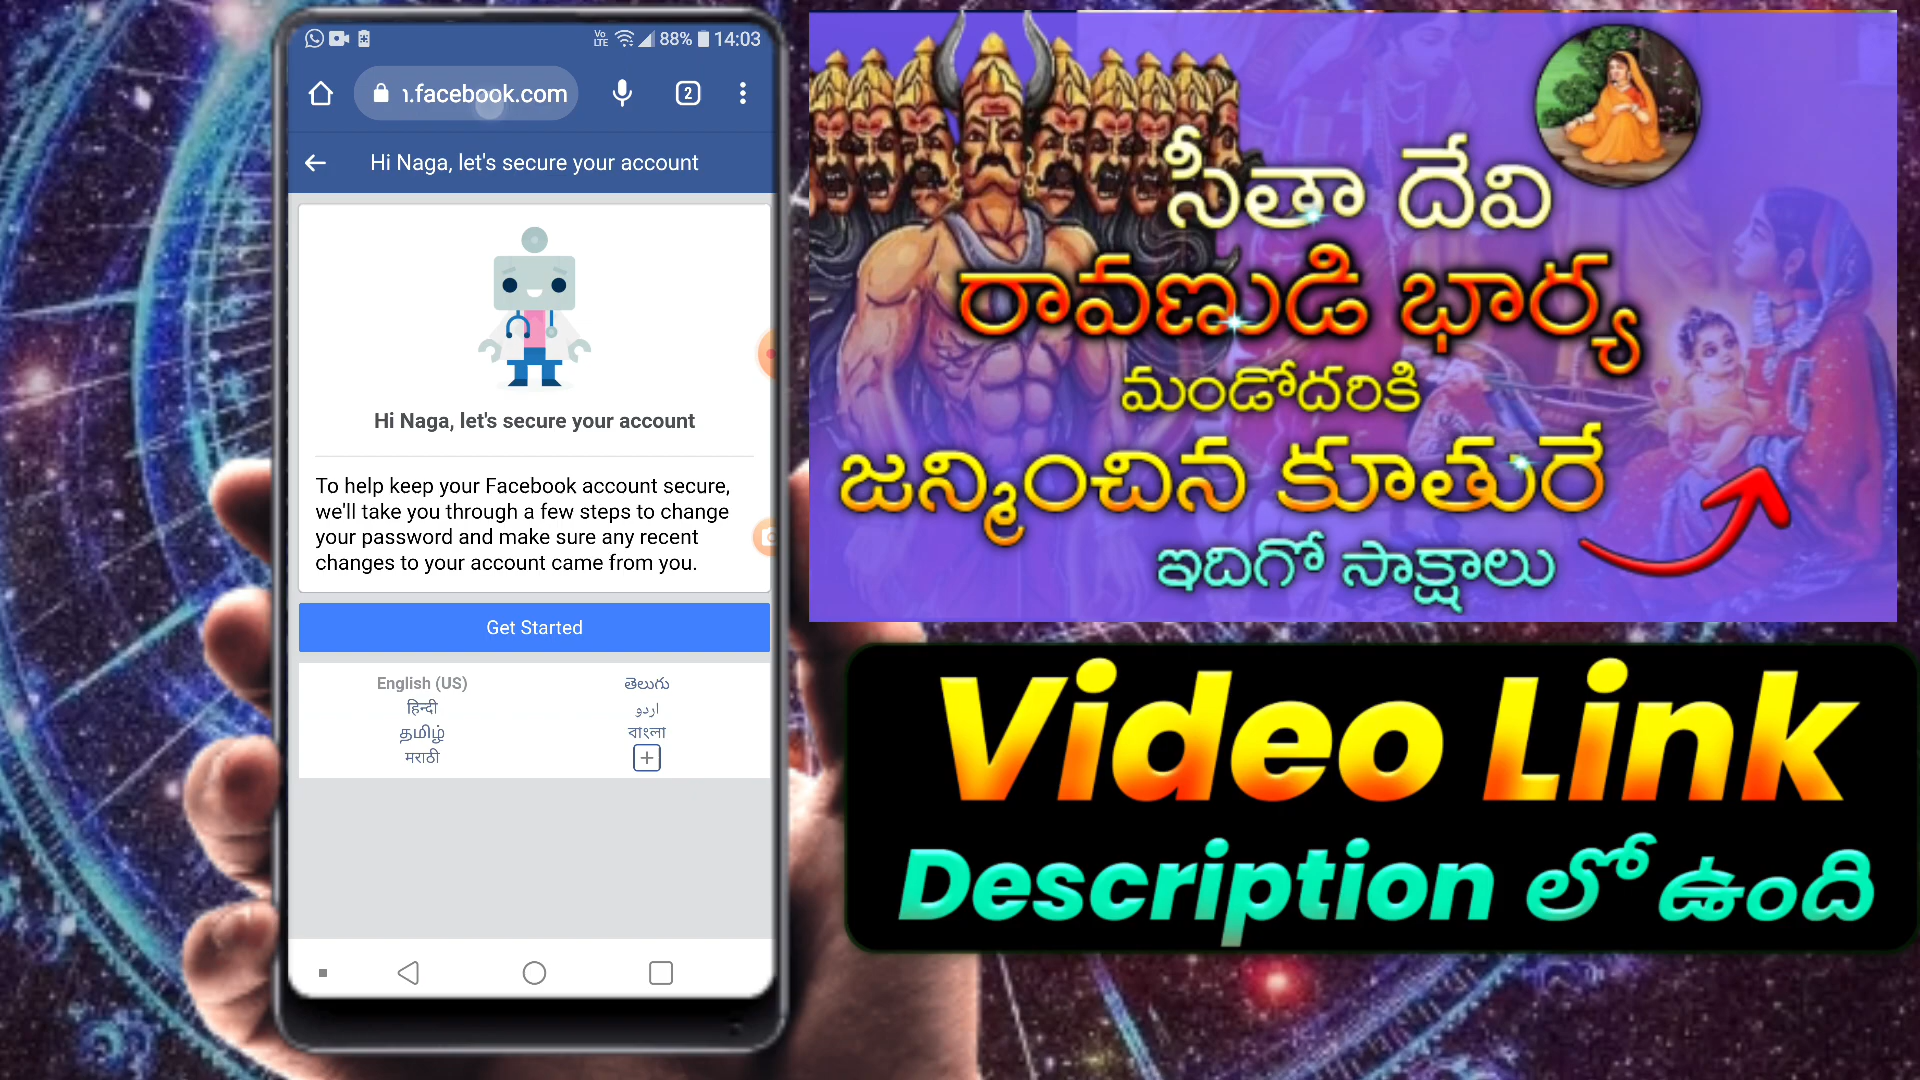 VoLTE 88% 14:03
.facebook.com
2
Hi Naga, let's secure your account
Hi Naga, let's secure your account
To help keep your Facebook account secure,
we'll take you through a few steps to change
your password and make sure any recent
changes to your account came from you.
Get Started
English (US) తెలుగు
हिन्दी اردو
தமிழ் বাংলা
मराठी +
సీతా దేవి
రావణుడి భార్య
మండోదరికి
జన్మించిన కూతురే
ఇదిగో సాక్షాలు
Video Link
Description లో ఉంది